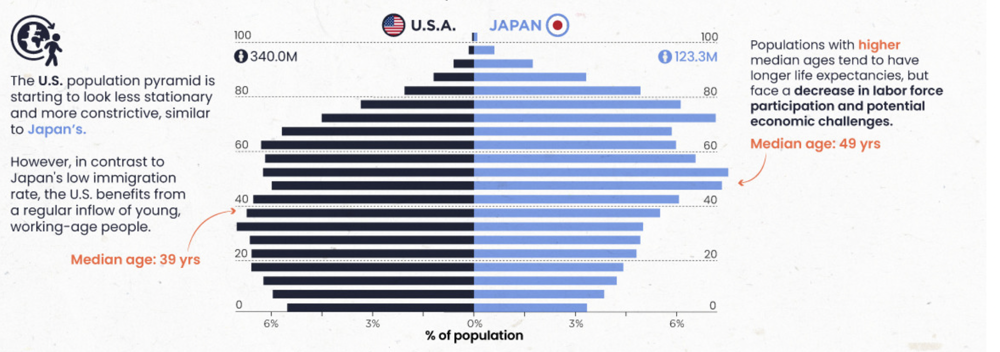 U.S.A.
JAPAN
100
100
340.0M
123.3M
The U.S. population pyramid is
starting to look less stationary
and more constrictive, similar
to Japan's.
However, in contrast to
Japan's low immigration
rate, the U.S. benefits from
a regular inflow of young,
working-age people.
Median age: 39 yrs
80
80
60
60
40
40
20
20
0
0
6%
3%
0%
3%
6%
% of population
Populations with higher
median ages tend to have
longer life expectancies, but
face a decrease in labor force
participation and potential
economic challenges.
Median age: 49 yrs